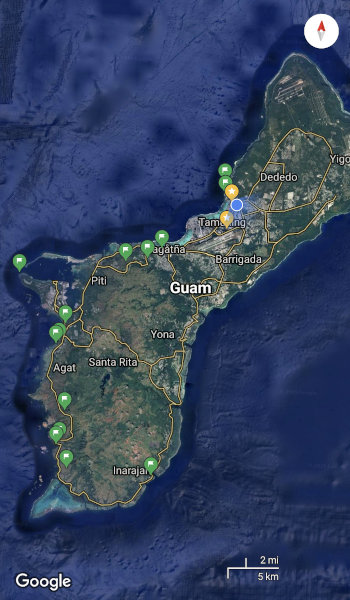 Yigo
Dededo
Tamuning
Hagåtña
Barrigada
Piti
Guam
Yona
Agat
Santa Rita
Inarajan
2 mi
5 km
Google